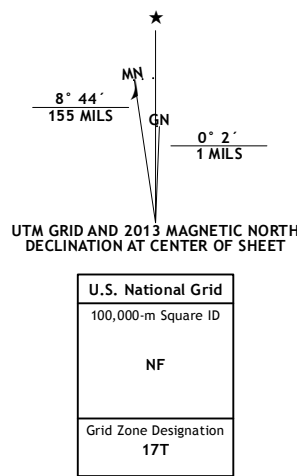 MN
8° 44´
155 MILS
GN
0° 2´
1 MILS
UTM GRID AND 2013 MAGNETIC NORTH
DECLINATION AT CENTER OF SHEET
U.S. National Grid
100,000-m Square ID
NF
Grid Zone Designation
17T